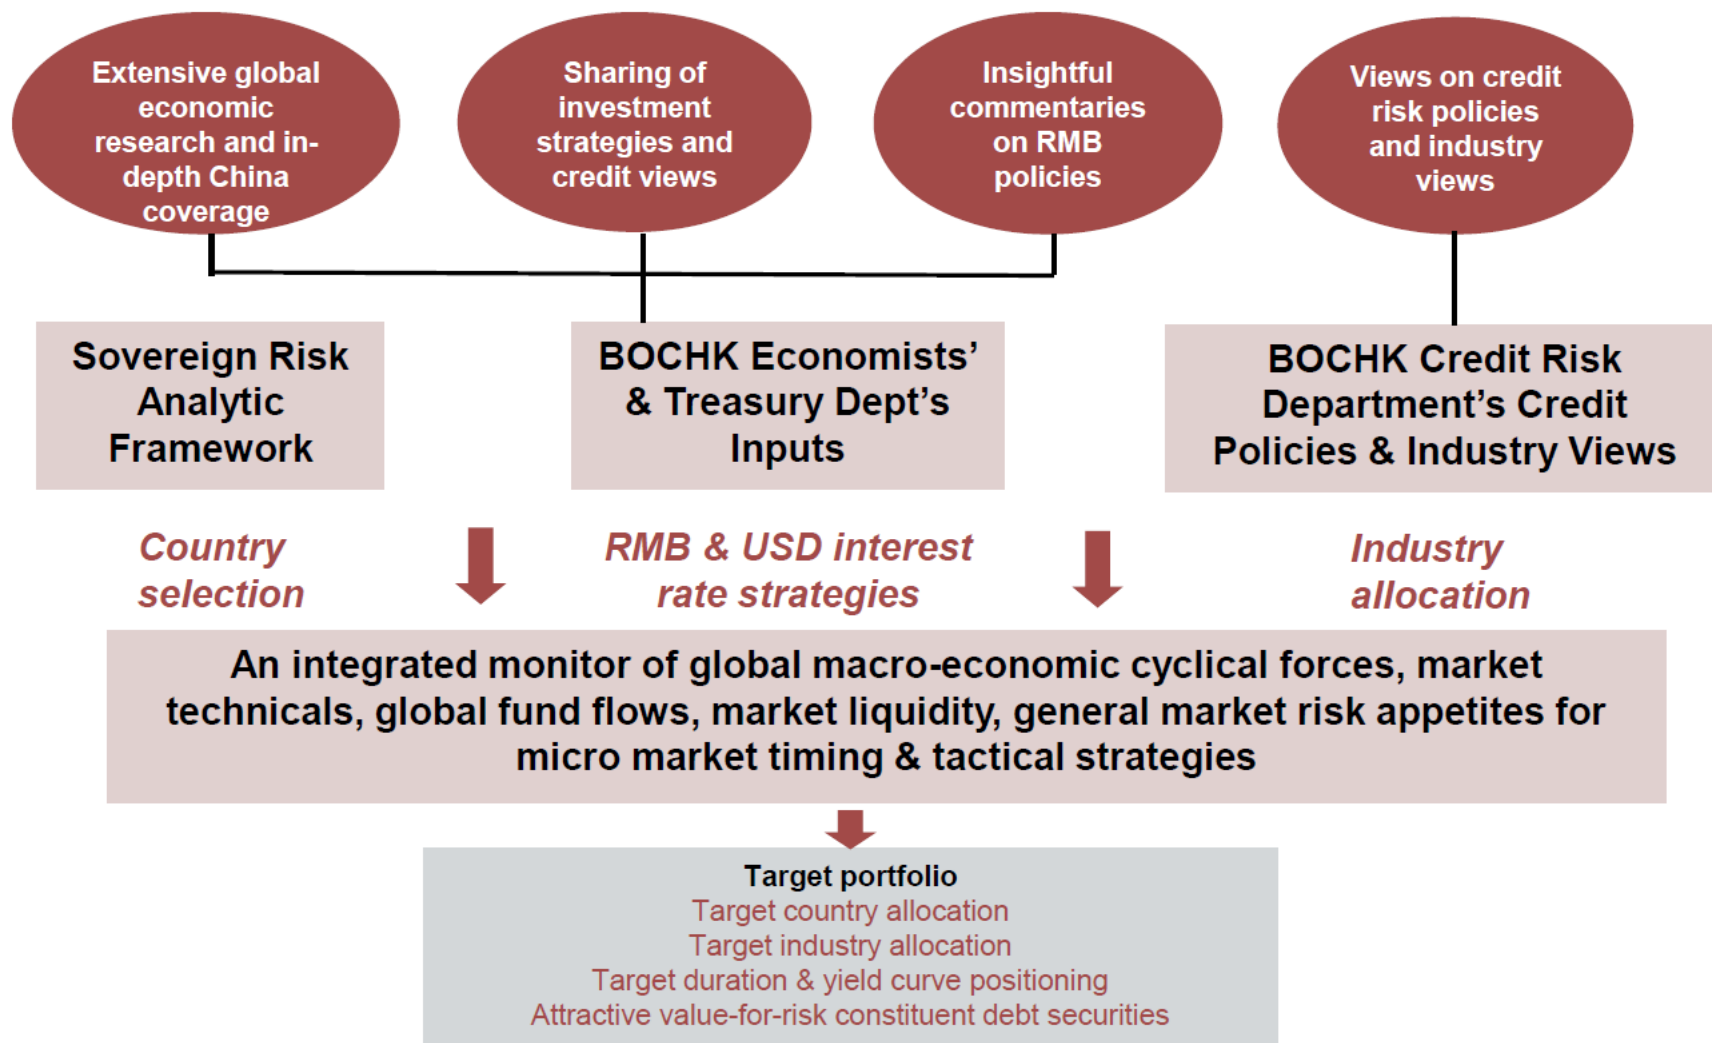 Extensive global
economic
research and in-
depth China
coverage
Sharing of
investment
strategies and
credit views
Insightful
commentaries
on RMB
policies
Views on credit
risk policies
and industry
views
Sovereign Risk
Analytic
Framework
BOCHK Economists’
& Treasury Dept’s
Inputs
BOCHK Credit Risk
Department’s Credit
Policies & Industry Views
Country
selection
RMB & USD interest
rate strategies
Industry
allocation
An integrated monitor of global macro-economic cyclical forces, market
technicals, global fund flows, market liquidity, general market risk appetites for
micro market timing & tactical strategies
Target portfolio
Target country allocation
Target industry allocation
Target duration & yield curve positioning
Attractive value-for-risk constituent debt securities